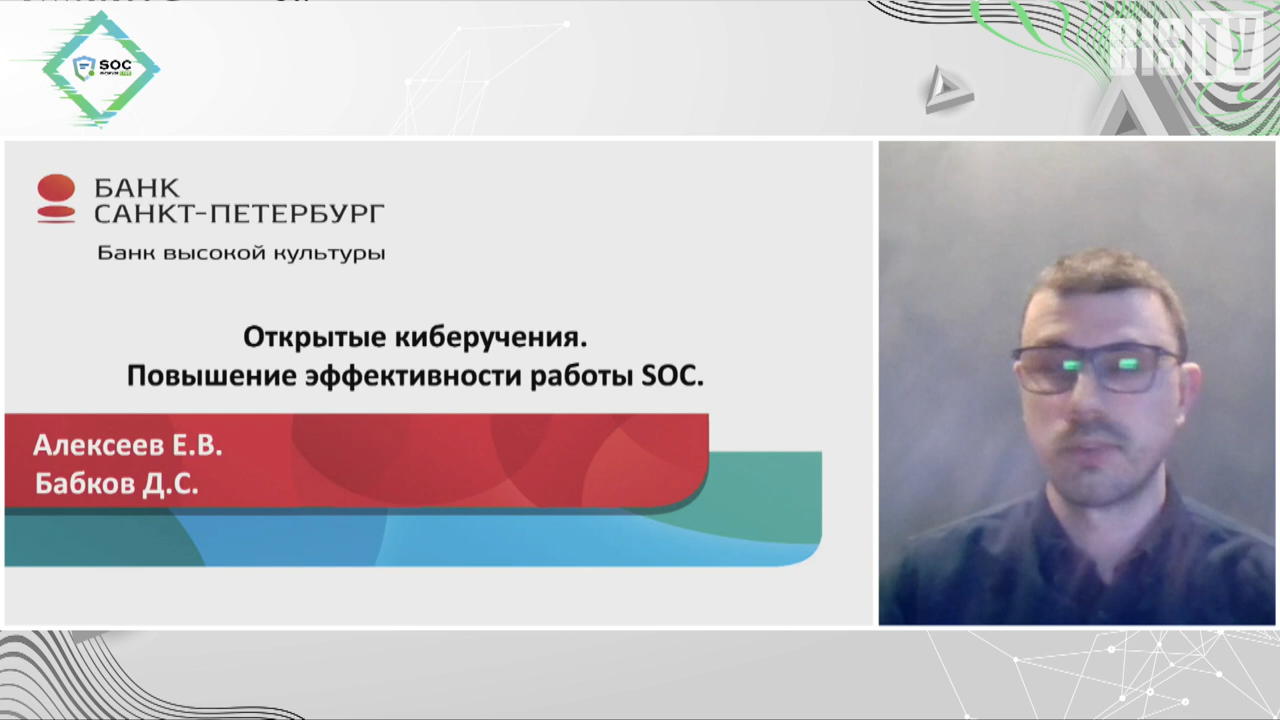 SOC
БАНК
САНКТ-ПЕТЕРБУРГ
Банк высокой культуры
Открытые киберучения.
Повышение эффективности работы SOC.
Алексеев Е.В.
Бабков Д.С.